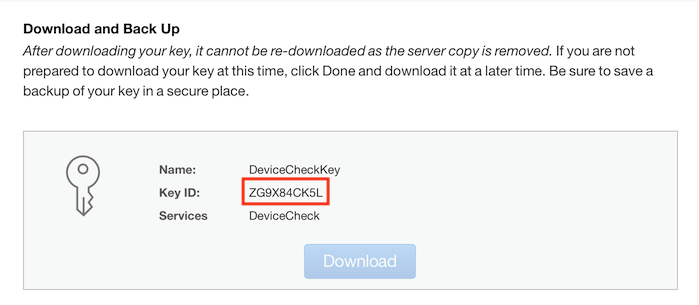 Download and Back Up
After downloading your key, it cannot be re-downloaded as the server copy is removed. If you are not
prepared to download your key at this time, click Done and download it at a later time. Be sure to save a
backup of your key in a secure place.
Name: DeviceCheckKey
Key ID: ZG9X84CK5L
Services DeviceCheck
Download